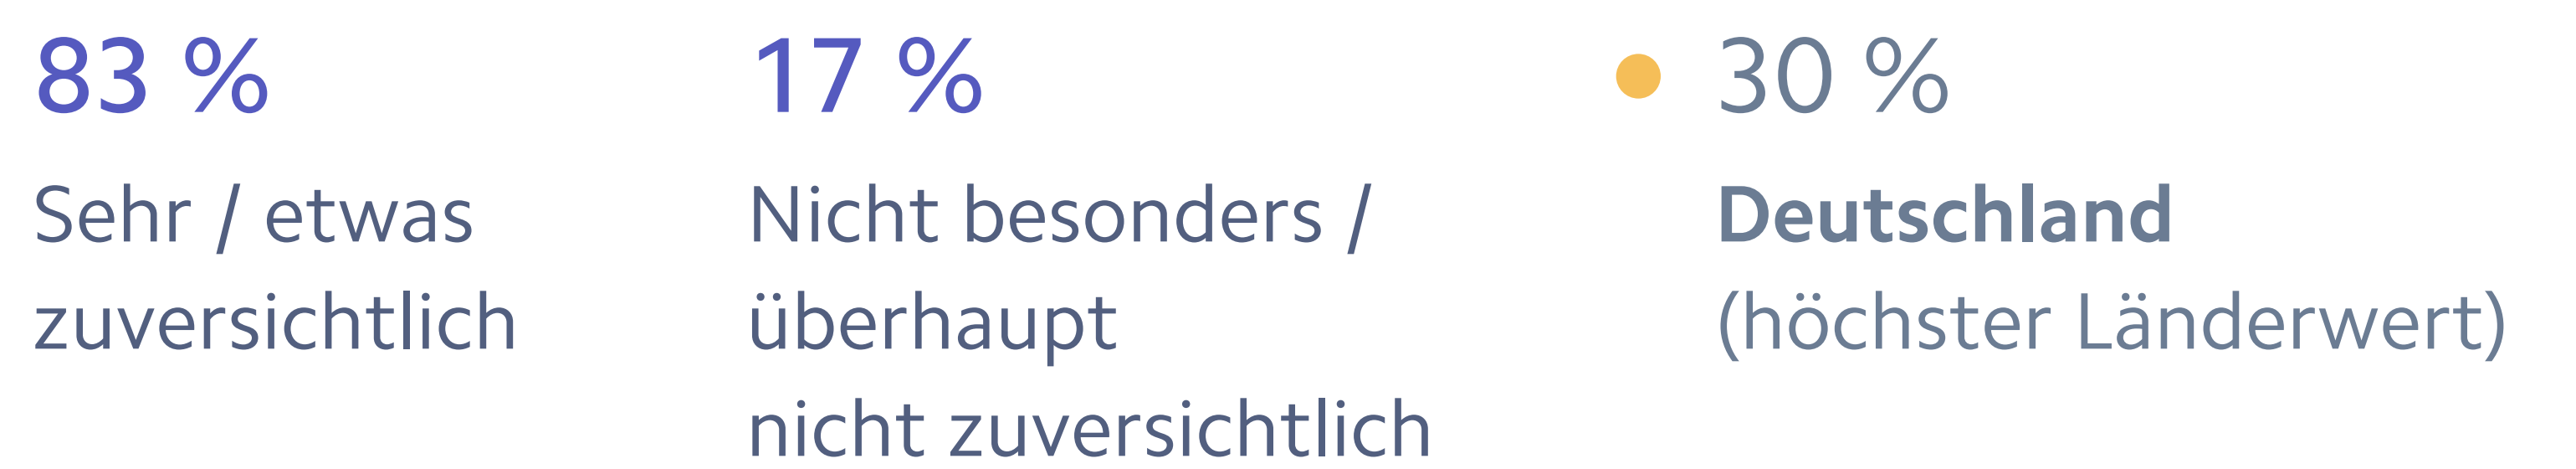 83 %
Sehr / etwas
zuversichtlich
17 %
Nicht besonders /
überhaupt
nicht zuversichtlich
30 %
Deutschland
(höchster Länderwert)